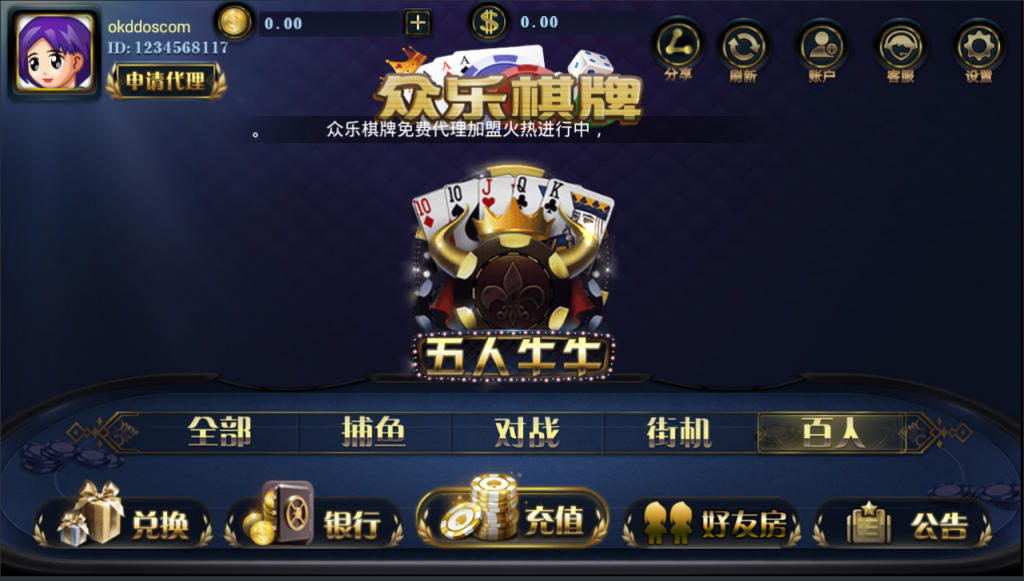 okddoscom
ID:1234568117
申请代理
0.00
0.00
分享
刷新
账户
客服
设置
A
A
众乐棋牌
。 众乐棋牌免费代理加盟火热进行中，
10
10
J
Q
K
五人牛牛
全部
捕鱼
对战
街机
百人
兑换
银行
充值
好友房
公告